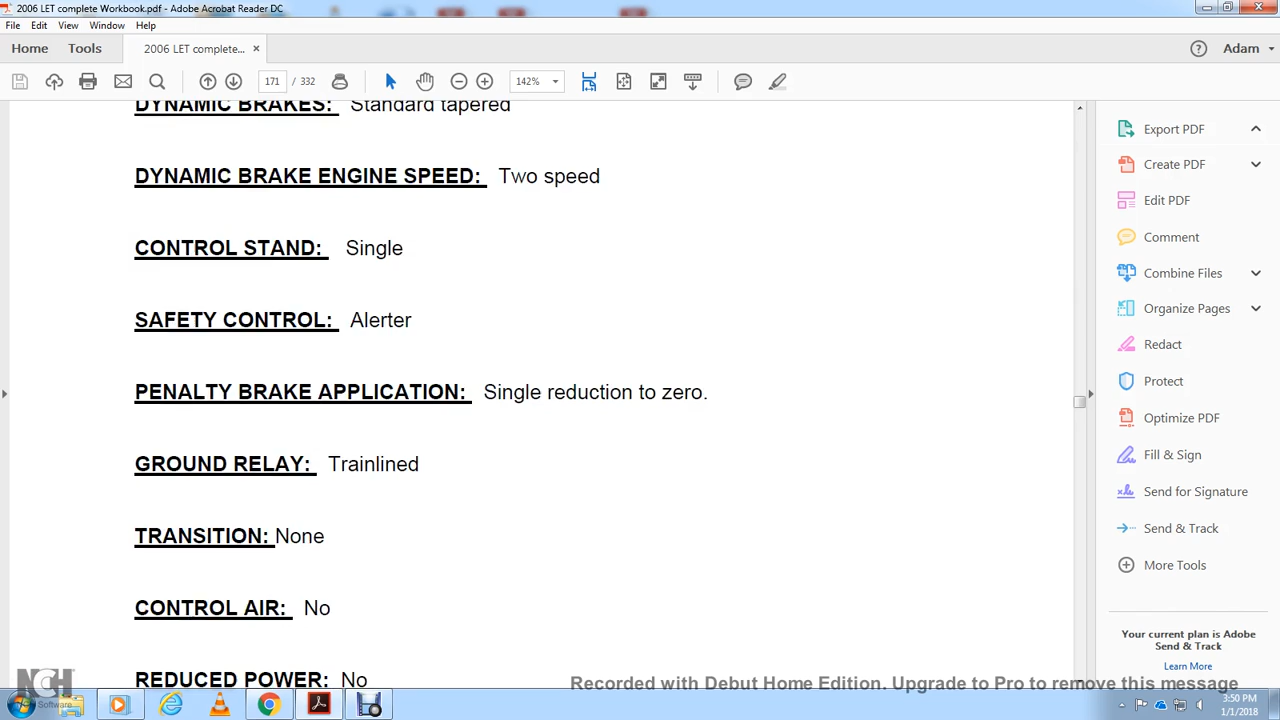 2006 LET complete Workbook.pdf - Adobe Acrobat Reader DC
File Edit View Window Help
Home Tools 2006 LET complete... × Adam
171 / 332 142%
DYNAMIC BRAKES: Standard tapered
DYNAMIC BRAKE ENGINE SPEED: Two speed
CONTROL STAND: Single
SAFETY CONTROL: Alerter
PENALTY BRAKE APPLICATION: Single reduction to zero.
GROUND RELAY: Trainlined
TRANSITION: None
CONTROL AIR: No
REDUCED POWER: No
Export PDF
Create PDF
Edit PDF
Comment
Combine Files
Organize Pages
Redact
Protect
Optimize PDF
Fill & Sign
Send for Signature
Send & Track
More Tools
Your current plan is Adobe
Send & Track
Learn More
NCH
Software
Recorded with Debut Home Edition. Upgrade to Pro to remove this message
3:50 PM
1/1/2018